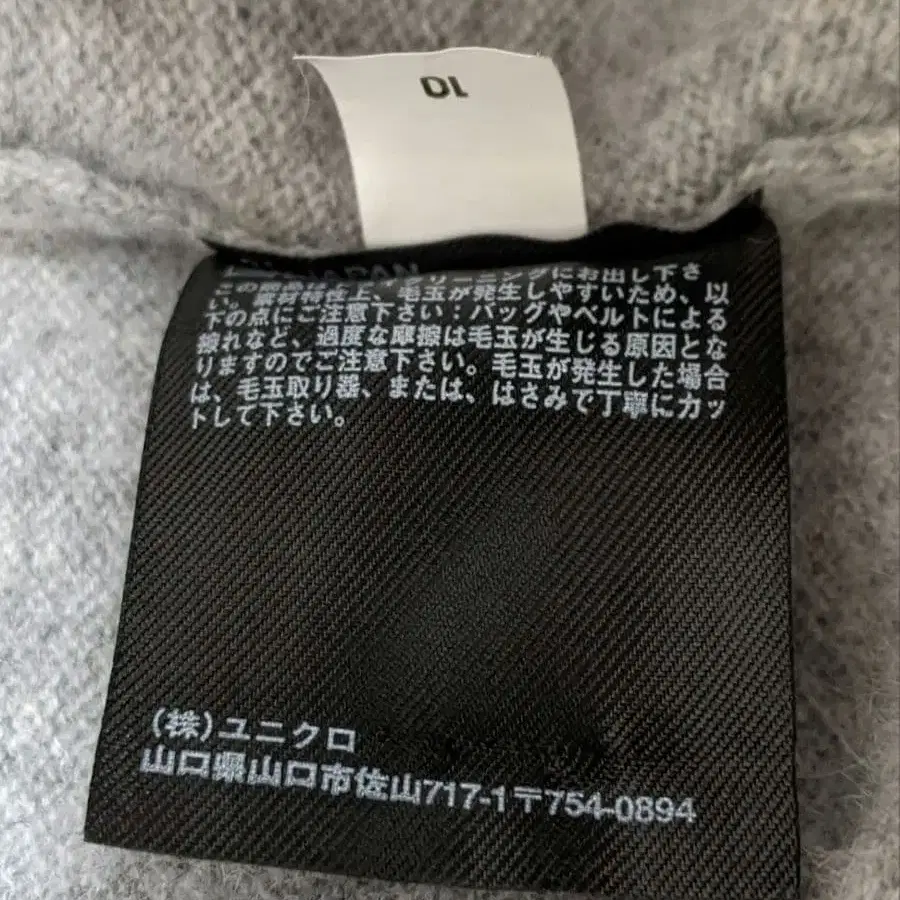 10
JAPAN
この製品はドライクリーニングにお出し下さ
い。素材特性上、毛玉が発生しやすいため、以
下の点にご注意下さい：バッグやベルトによる
擦れなど、過度な摩擦は毛玉が生じる原因とな
りますのでご注意下さい。毛玉が発生した場合
は、毛玉取り器、または、はさみで丁寧にカッ
トして下さい。
(株)ユニクロ
山口県山口市佐山717-1〒754-0894